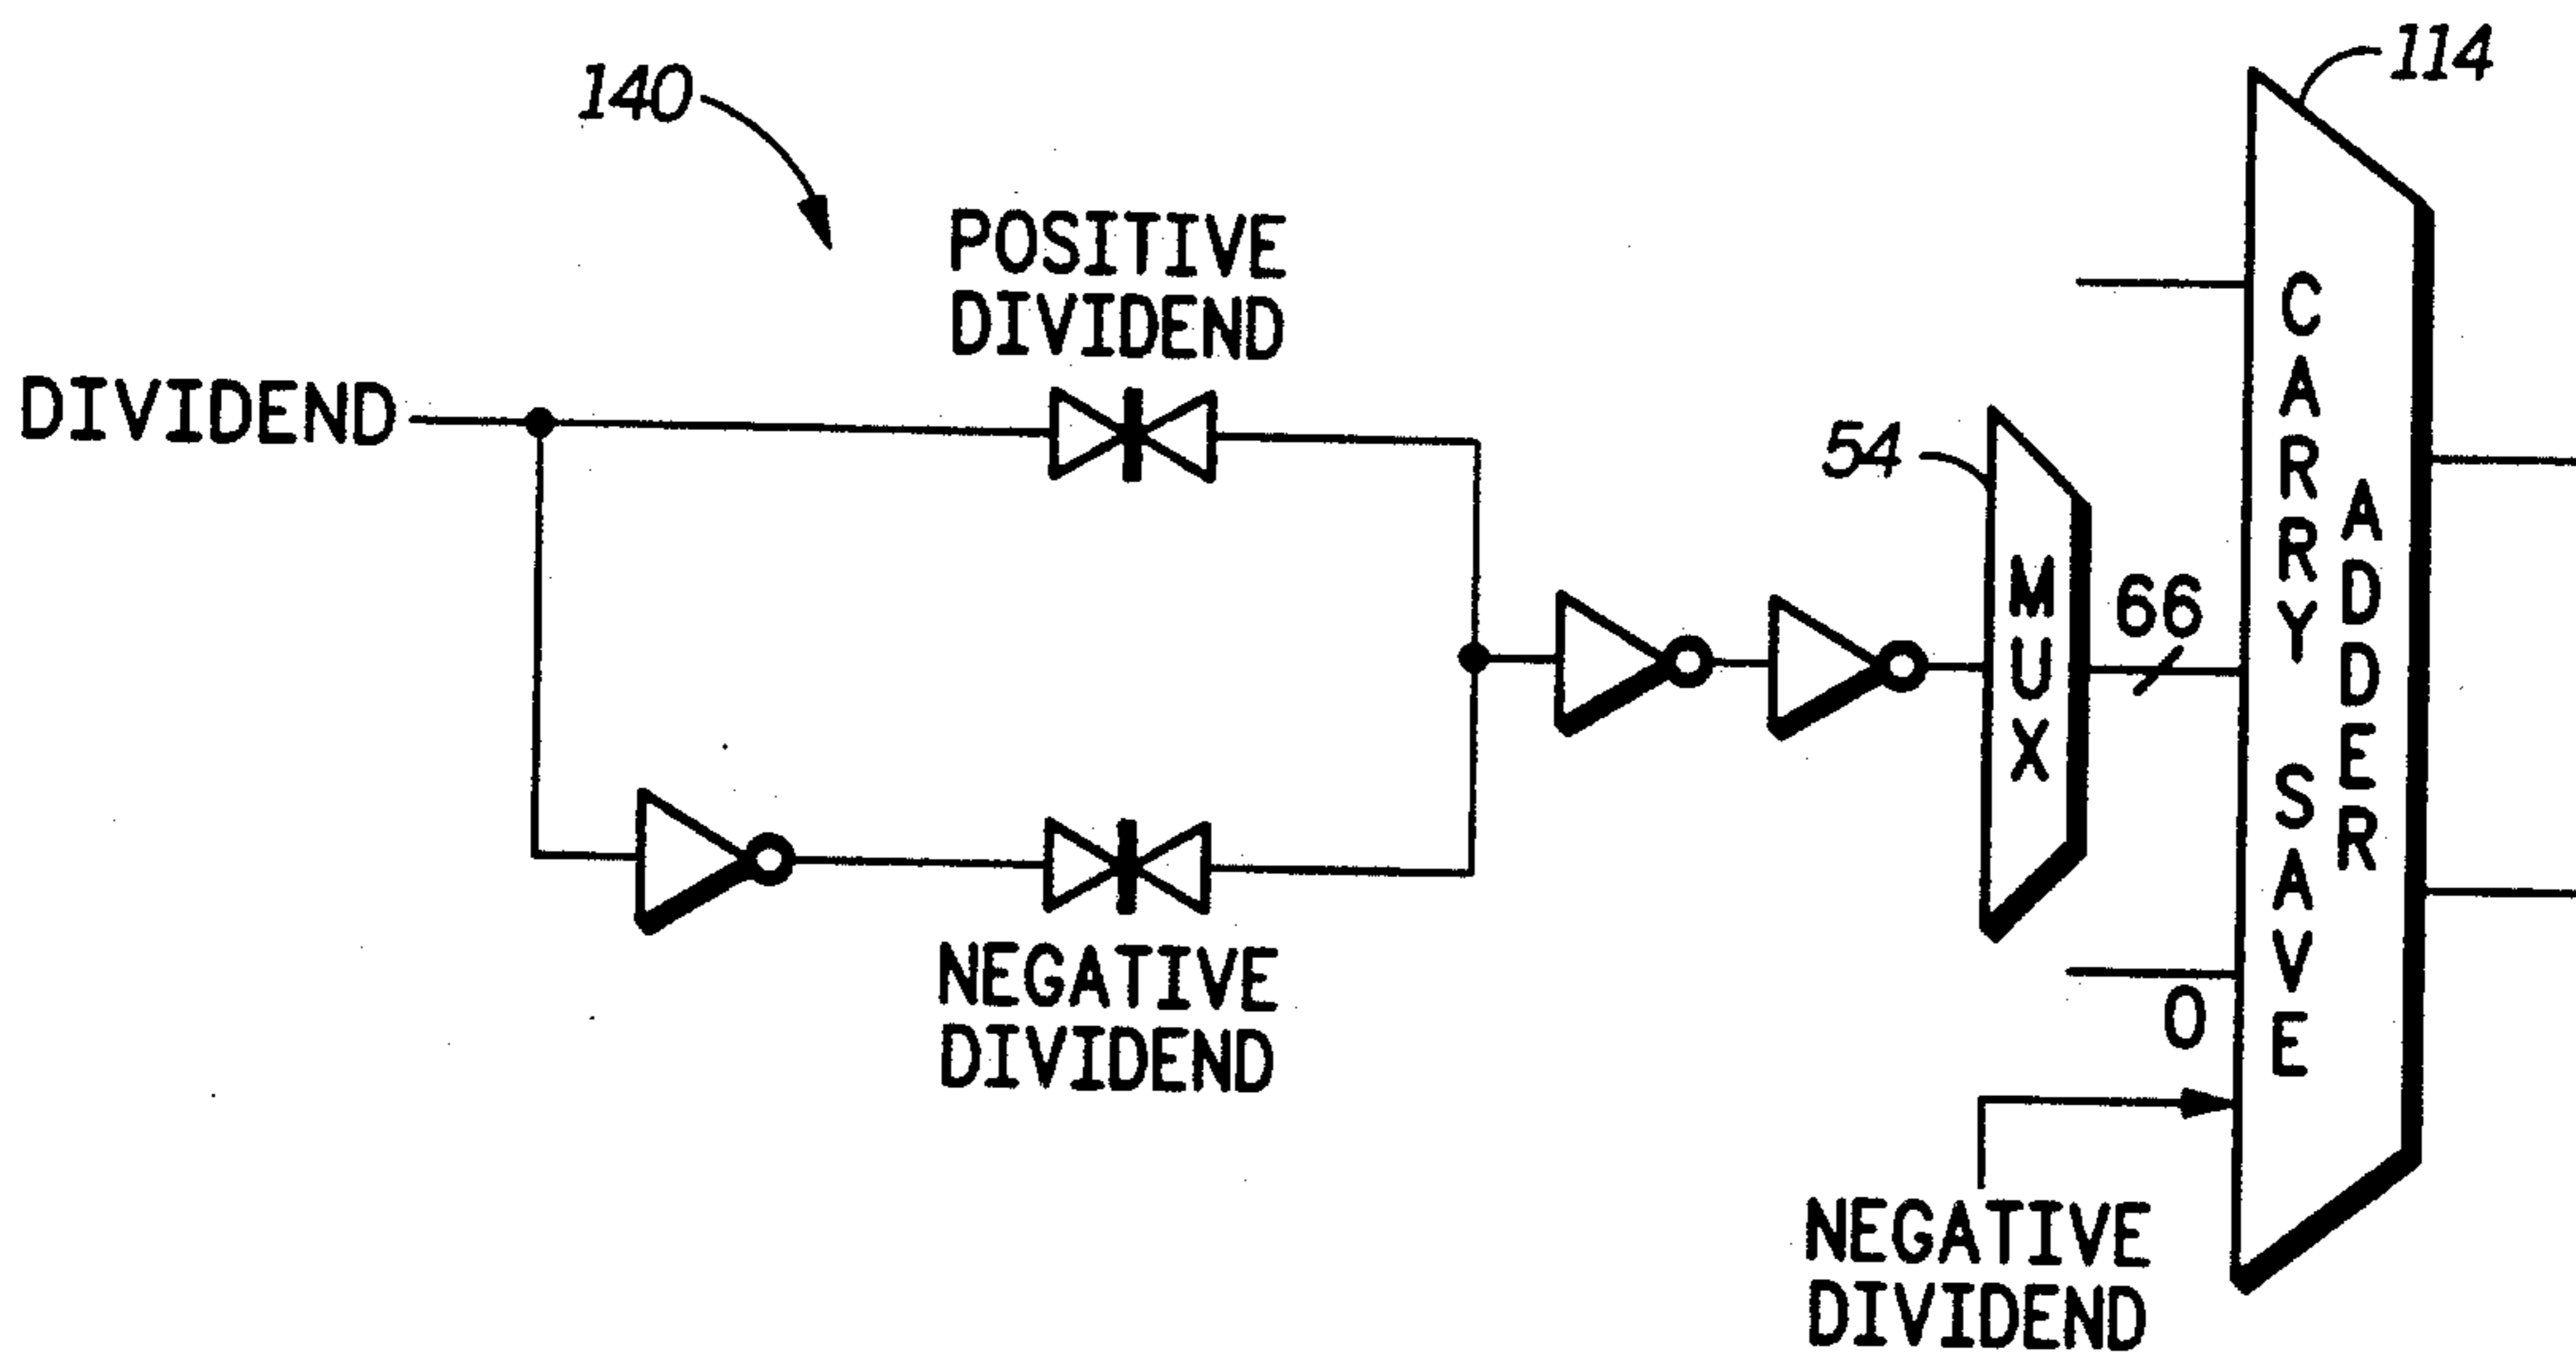 140
114
POSITIVE
DIVIDEND
DIVIDEND
54
MUX
66
CARRY SAVE
ADDER
0
NEGATIVE
DIVIDEND
NEGATIVE
DIVIDEND